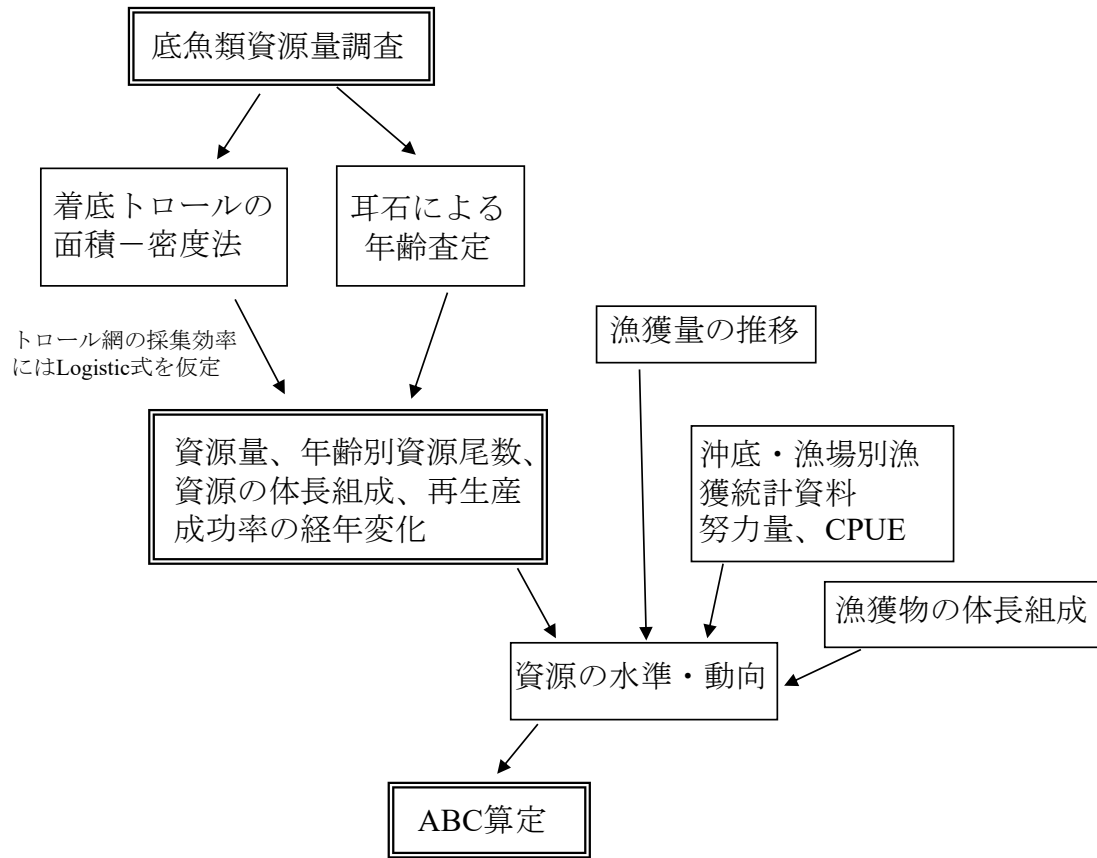 底魚類資源量調査
着底トロールの
面積－密度法
耳石による
年齢査定
トロール網の採集効率
にはLogistic式を仮定
漁獲量の推移
資源量、年齢別資源尾数、
資源の体長組成、再生産
成功率の経年変化
沖底・漁場別漁
獲統計資料
努力量、CPUE
漁獲物の体長組成
資源の水準・動向
ABC算定